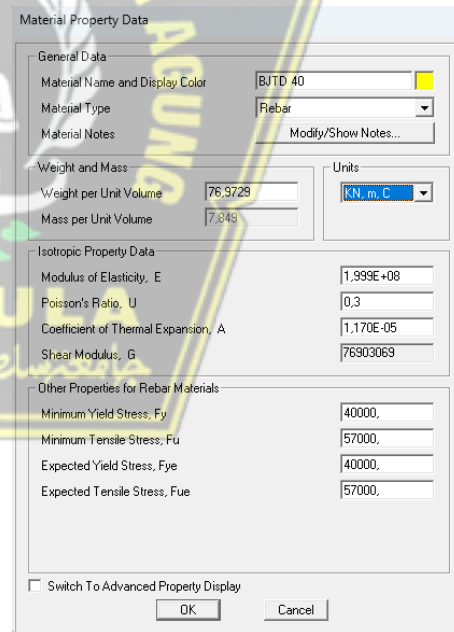 Material Property Data
General Data
Material Name and Display Color BJTD 40
Material Type Rebar
Material Notes Modify/Show Notes...
Weight and Mass Units
Weight per Unit Volume 76,9729 KN, m, C
Mass per Unit Volume 7,849
Isotropic Property Data
Modulus of Elasticity, E 1,999E+08
Poisson's Ratio, U 0,3
Coefficient of Thermal Expansion, A 1,170E-05
Shear Modulus, G 76903069
Other Properties for Rebar Materials
Minimum Yield Stress, Fy 40000,
Minimum Tensile Stress, Fu 57000,
Expected Yield Stress, Fye 40000,
Expected Tensile Stress, Fue 57000,
Switch To Advanced Property Display
OK Cancel
AGUNG
ULA